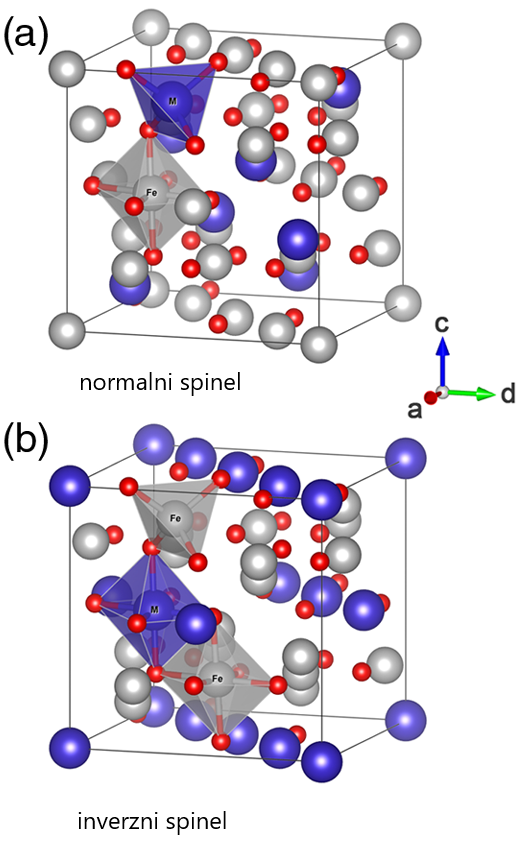 (a)
M
Fe
normalni spinel
c
d
a
(b)
Fe
M
Fe
inverzni spinel